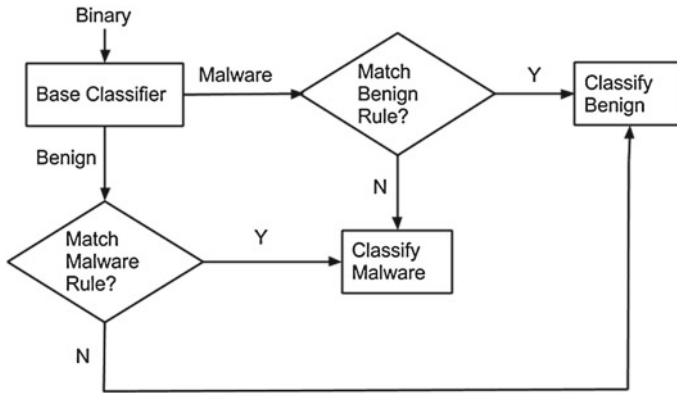 Binary
Base Classifier
Malware
Match
Benign
Rule?
Y
Classify
Benign
Benign
N
Match
Malware
Rule?
Y
Classify
Malware
N